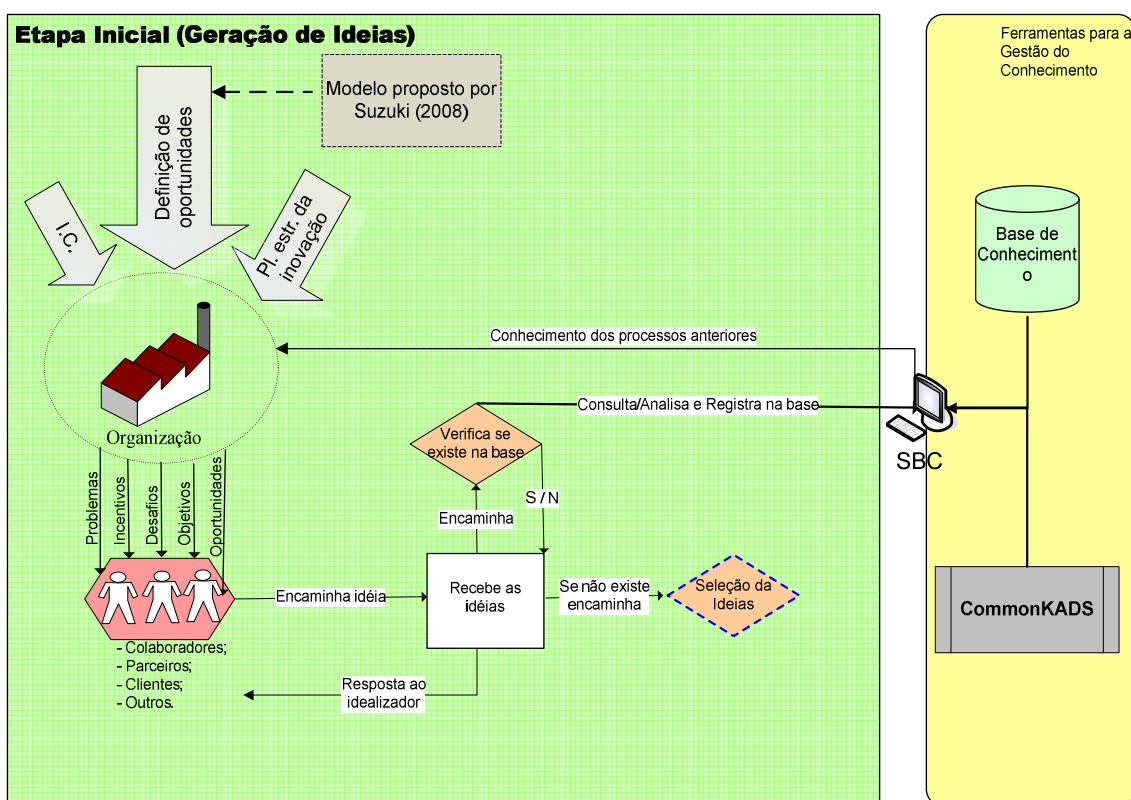 Etapa Inicial (Geração de Ideias)
Ferramentas para a
Gestão do
Conhecimento
Modelo proposto por
Suzuki (2008)
Definição de
oportunidades
I.C.
Pl. estr. da
inovação
Base de
Conheciment
o
Conhecimento dos processos anteriores
Consulta/Analisa e Registra na base
Verifica se
existe na base
SBC
Organização
Problemas
Incentivos
Desafios
Objetivos
Oportunidades
S / N
Encaminha
Encaminha idéia
Recebe as
idéias
Se não existe
encaminha
Seleção da
Ideias
CommonKADS
- Colaboradores;
- Parceiros;
- Clientes;
- Outros.
Resposta ao
idealizador